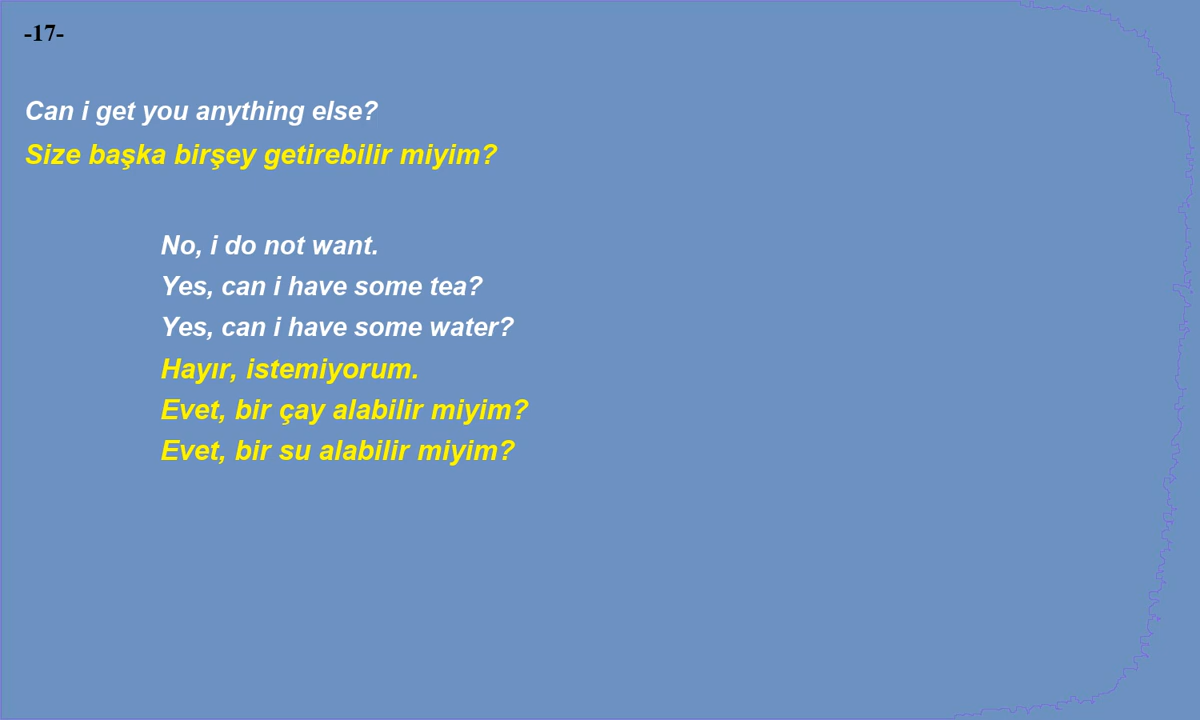 -17-
Can i get you anything else?
Size başka birşey getirebilir miyim?
No, i do not want.
Yes, can i have some tea?
Yes, can i have some water?
Hayır, istemiyorum.
Evet, bir çay alabilir miyim?
Evet, bir su alabilir miyim?